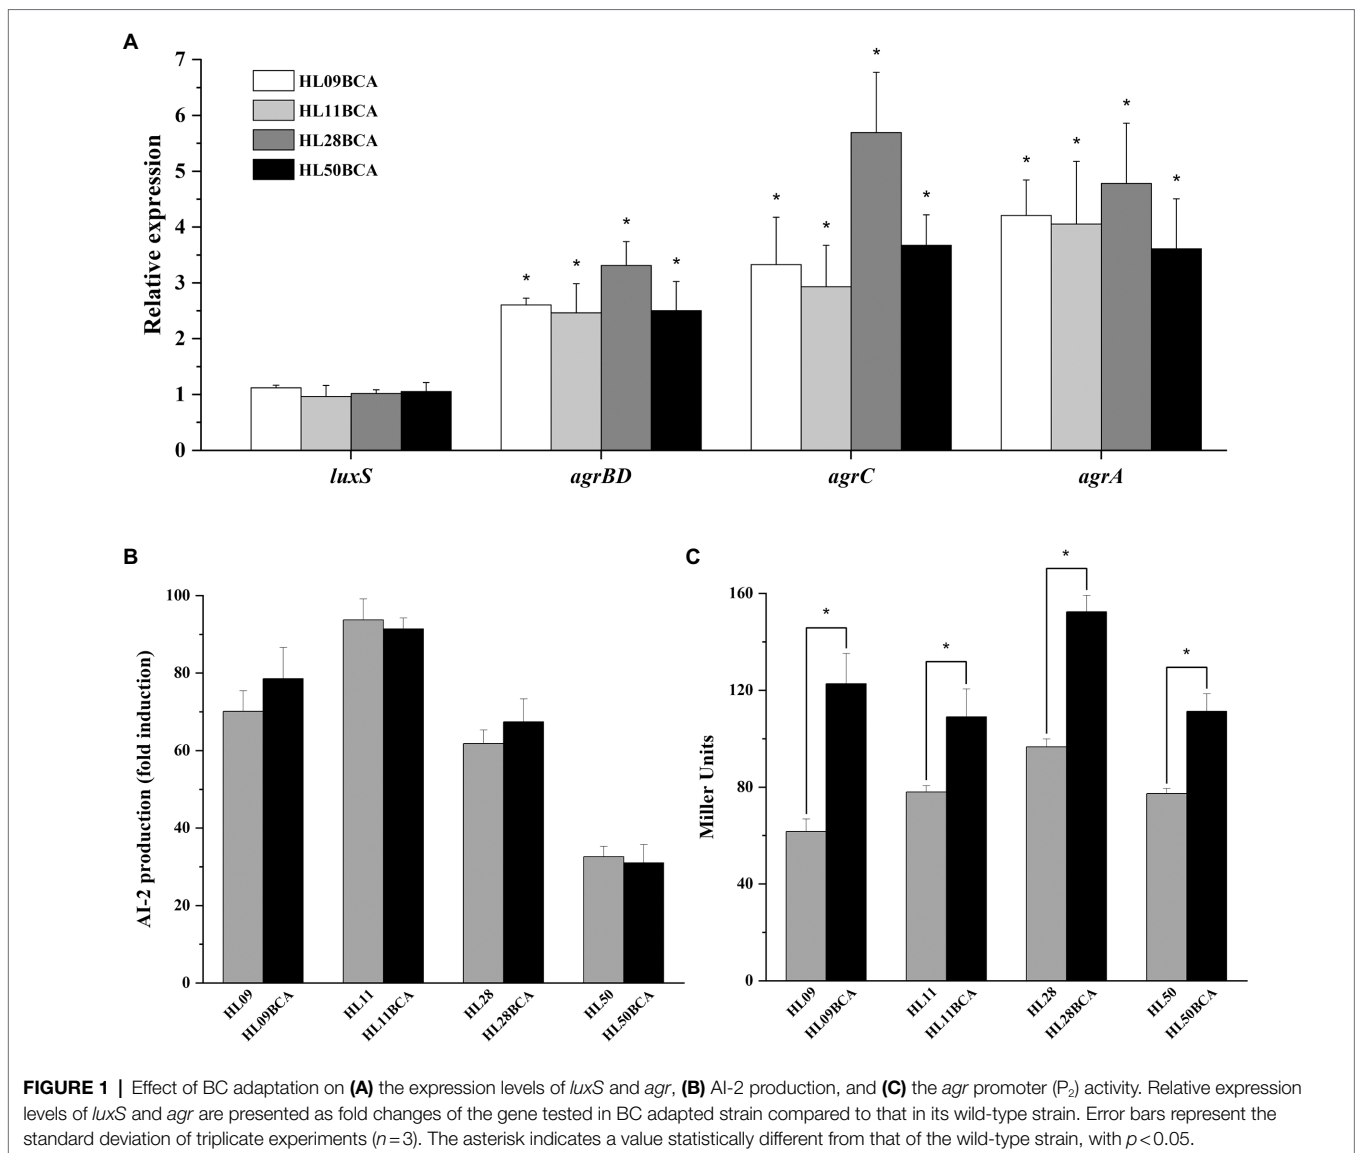 A
7
6
5
4
3
2
1
0
Relative expression
HL09BCA
HL11BCA
HL28BCA
HL50BCA
*
*
*
*
*
*
*
*
*
*
*
*
luxS agrBD agrC agrA
B
100
80
60
40
20
0
AI-2 production (fold induction)
HL09
HL09BCA
HL11
HL11BCA
HL28
HL28BCA
HL50
HL50BCA
C
160
120
80
40
0
Miller Units
*
*
*
*
HL09
HL09BCA
HL11
HL11BCA
HL28
HL28BCA
HL50
HL50BCA
FIGURE 1 | Effect of BC adaptation on (A) the expression levels of luxS and agr, (B) AI-2 production, and (C) the agr promoter (P₂) activity. Relative expression
levels of luxS and agr are presented as fold changes of the gene tested in BC adapted strain compared to that in its wild-type strain. Error bars represent the
standard deviation of triplicate experiments (n=3). The asterisk indicates a value statistically different from that of the wild-type strain, with p<0.05.